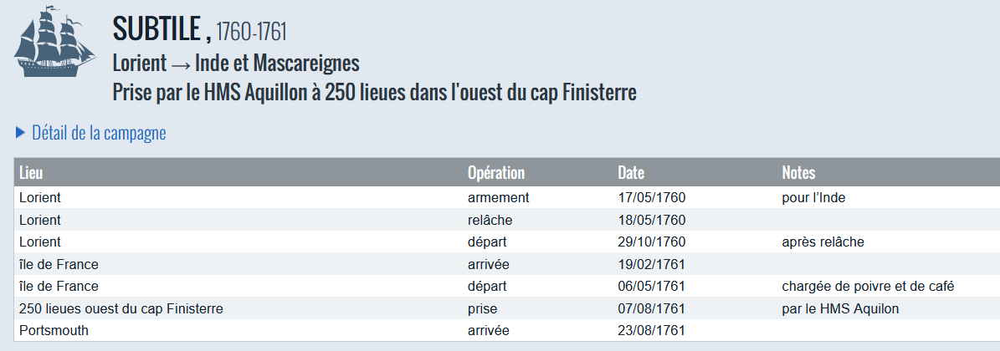 SUBTILE , 1760-1761
Lorient → Inde et Mascareignes
Prise par le HMS Aquillon à 250 lieues dans l'ouest du cap Finisterre
Détail de la campagne
Lieu Opération Date Notes
Lorient armement 17/05/1760 pour l’Inde
Lorient relâche 18/05/1760
Lorient départ 29/10/1760 après relâche
île de France arrivée 19/02/1761
île de France départ 06/05/1761 chargée de poivre et de café
250 lieues ouest du cap Finisterre prise 07/08/1761 par le HMS Aquilon
Portsmouth arrivée 23/08/1761